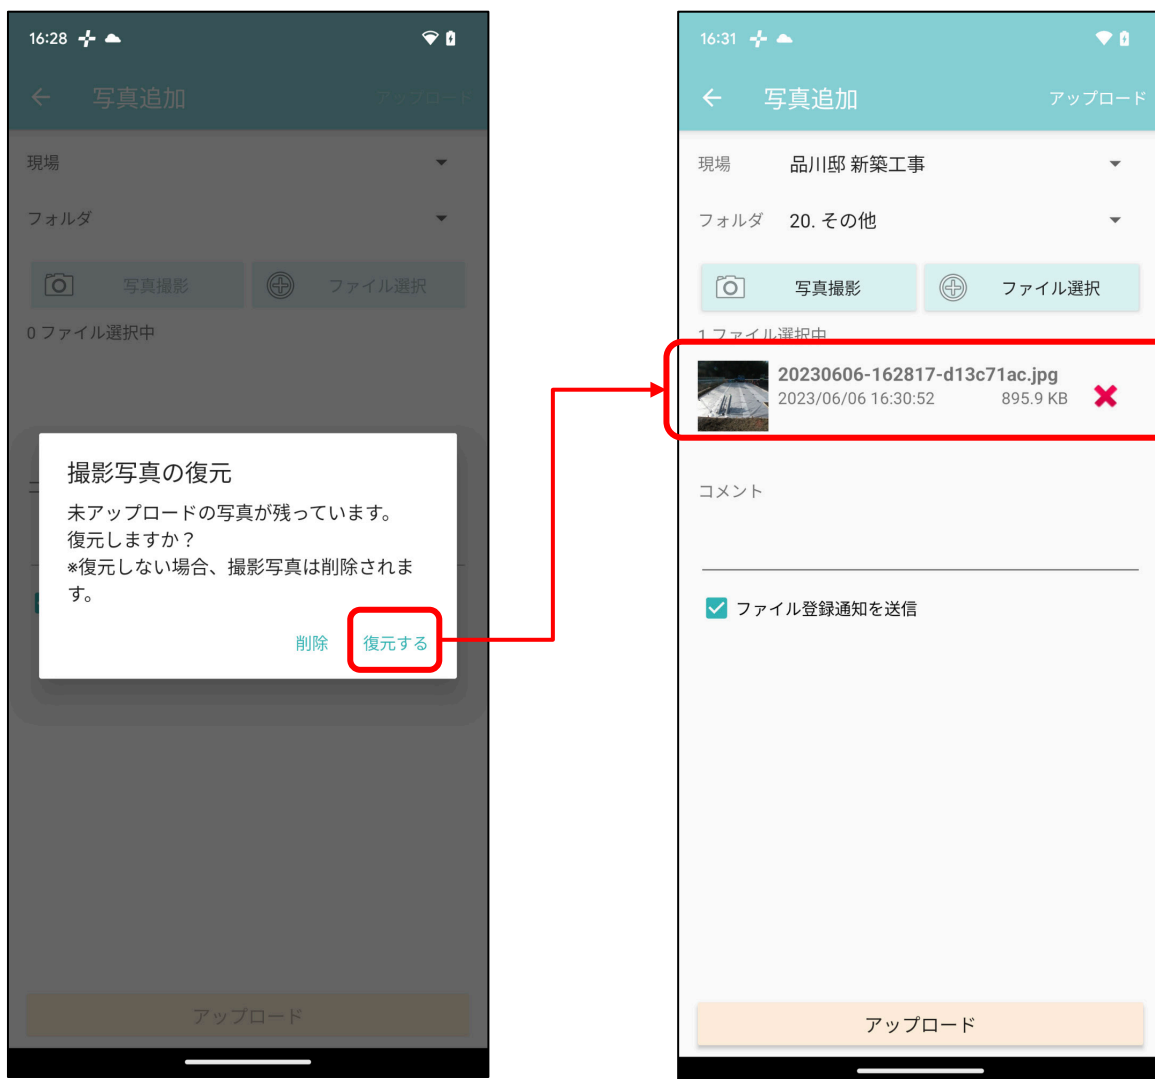 16:28
写真追加
アップロード
現場
フォルダ
写真撮影
ファイル選択
0 ファイル選択中
撮影写真の復元
未アップロードの写真が残っています。
復元しますか？
※復元しない場合、撮影写真は削除されま
す。
削除
復元する
アップロード
16:31
写真追加
アップロード
現場
品川邸 新築工事
フォルダ
20. その他
写真撮影
ファイル選択
1 ファイル選択中
20230606-162817-d13c71ac.jpg
2023/06/06 16:30:52
895.9 KB
コメント
ファイル登録通知を送信
アップロード